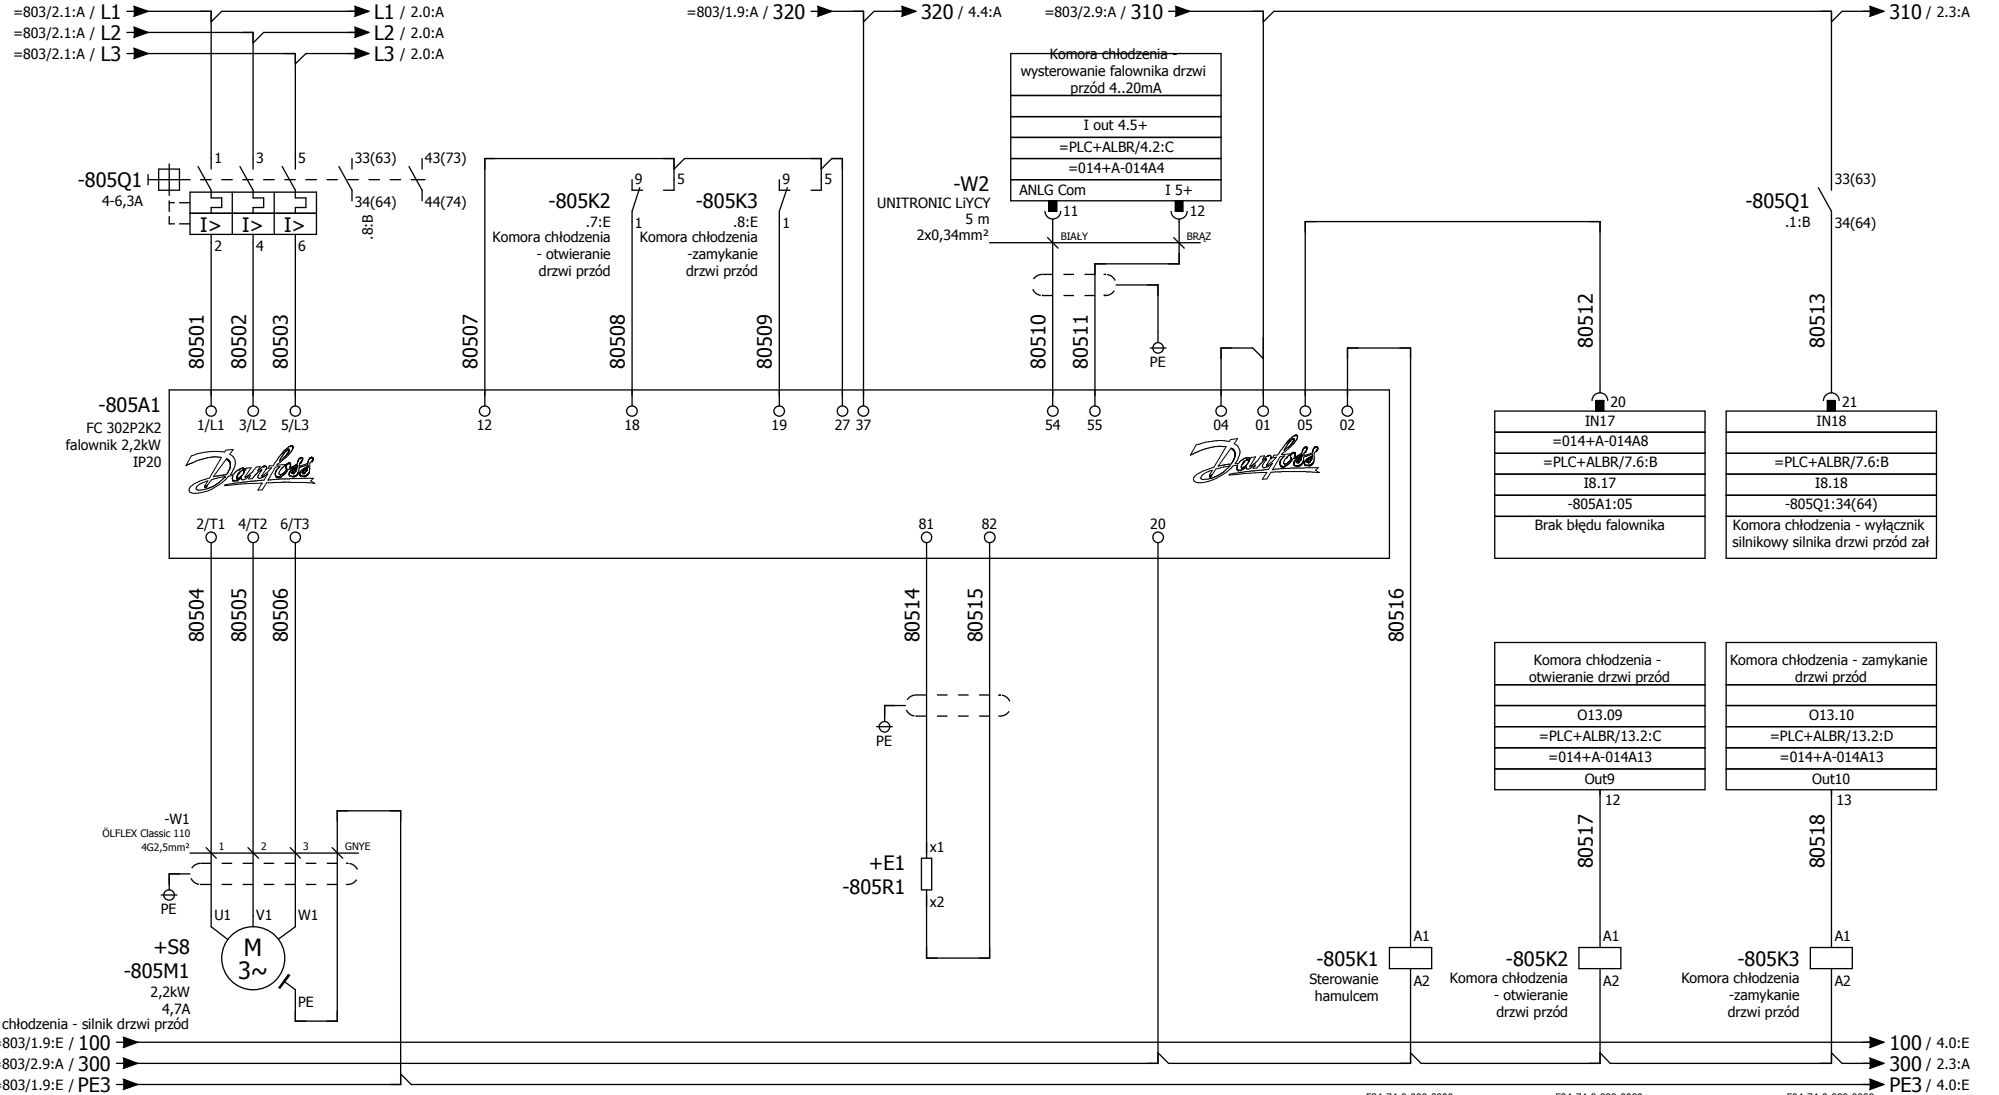 =803/2.1:A / L1
L1 / 2.0:A
=803/2.1:A / L2
L2 / 2.0:A
=803/2.1:A / L3
L3 / 2.0:A
=803/1.9:A / 320
320 / 4.4:A
=803/2.9:A / 310
310 / 2.3:A
Komora chłodzenia -
wysterowanie falownika drzwi
przód 4..20mA
I out 4.5+
=PLC+ALBR/4.2:C
=014+A-014A4
ANLG Com
I 5+
11
12
-W2
UNITRONIC LiYCY
5 m
2x0,34mm²
BIAŁY
BRĄZ
-805Q1
4-6,3A
1
3
5
33(63)
43(73)
34(64)
44(74)
.8:B
I>
I>
I>
2
4
6
-805K2
.7:E
Komora chłodzenia
- otwieranie
drzwi przód
9
5
1
-805K3
.8:E
Komora chłodzenia
-zamykanie
drzwi przód
9
5
1
-805Q1
.1:B
33(63)
34(64)
80501
80502
80503
80507
80508
80509
80510
80511
PE
80512
80513
-805A1
FC 302P2K2
falownik 2,2kW
IP20
1/L1
3/L2
5/L3
12
18
19
27
37
54
55
04
01
05
02
Danfoss
Danfoss
2/T1
4/T2
6/T3
81
82
20
20
IN17
=014+A-014A8
=PLC+ALBR/7.6:B
I8.17
-805A1:05
Brak błędu falownika
21
IN18
=PLC+ALBR/7.6:B
I8.18
-805Q1:34(64)
Komora chłodzenia - wyłącznik
silnikowy silnika drzwi przód zał
80504
80505
80506
80514
80515
80516
PE
Komora chłodzenia -
otwieranie drzwi przód
O13.09
=PLC+ALBR/13.2:C
=014+A-014A13
Out9
12
Komora chłodzenia - zamykanie
drzwi przód
O13.10
=PLC+ALBR/13.2:D
=014+A-014A13
Out10
13
80517
80518
-W1
ÖLFLEX Classic 110
4G2,5mm²
1
2
3
GNYE
PE
U1
V1
W1
M
3~
PE
+S8
-805M1
2,2kW
4,7A
chłodzenia - silnik drzwi przód
+E1
-805R1
x1
x2
-805K1
Sterowanie
hamulcem
A1
A2
-805K2
Komora chłodzenia
- otwieranie
drzwi przód
A1
A2
-805K3
Komora chłodzenia
-zamykanie
drzwi przód
A1
A2
=803/1.9:E / 100
100 / 4.0:E
=803/2.9:A / 300
300 / 2.3:A
=803/1.9:E / PE3
PE3 / 4.0:E